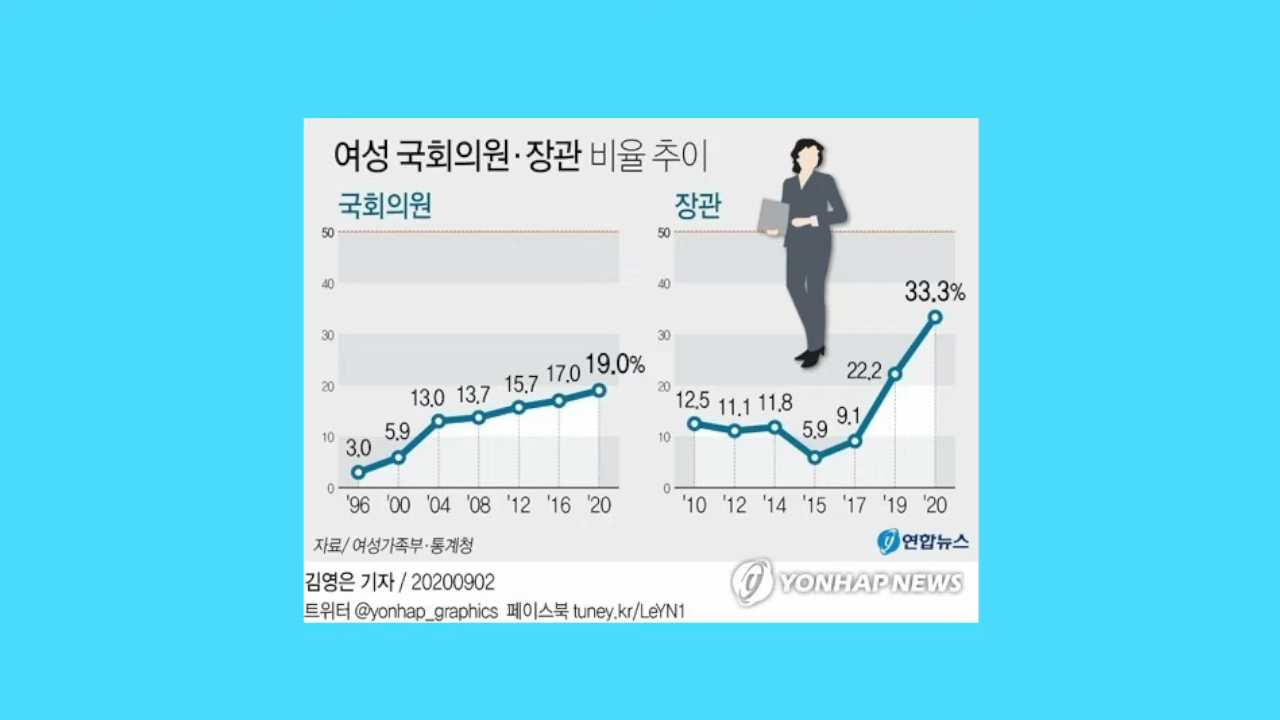 여성 국회의원·장관 비율 추이
국회의원
50
40
30
20
10
0
3.0
5.9
13.0
13.7
15.7
17.0
19.0%
'96 '00 '04 '08 '12 '16 '20
장관
50
40
30
20
10
0
12.5
11.1
11.8
5.9
9.1
22.2
33.3%
'10 '12 '14 '15 '17 '19 '20
자료/ 여성가족부·통계청
연합뉴스
김영은 기자 / 20200902
YONHAP NEWS
트위터 @yonhap_graphics 페이스북 tuney.kr/LeYN1